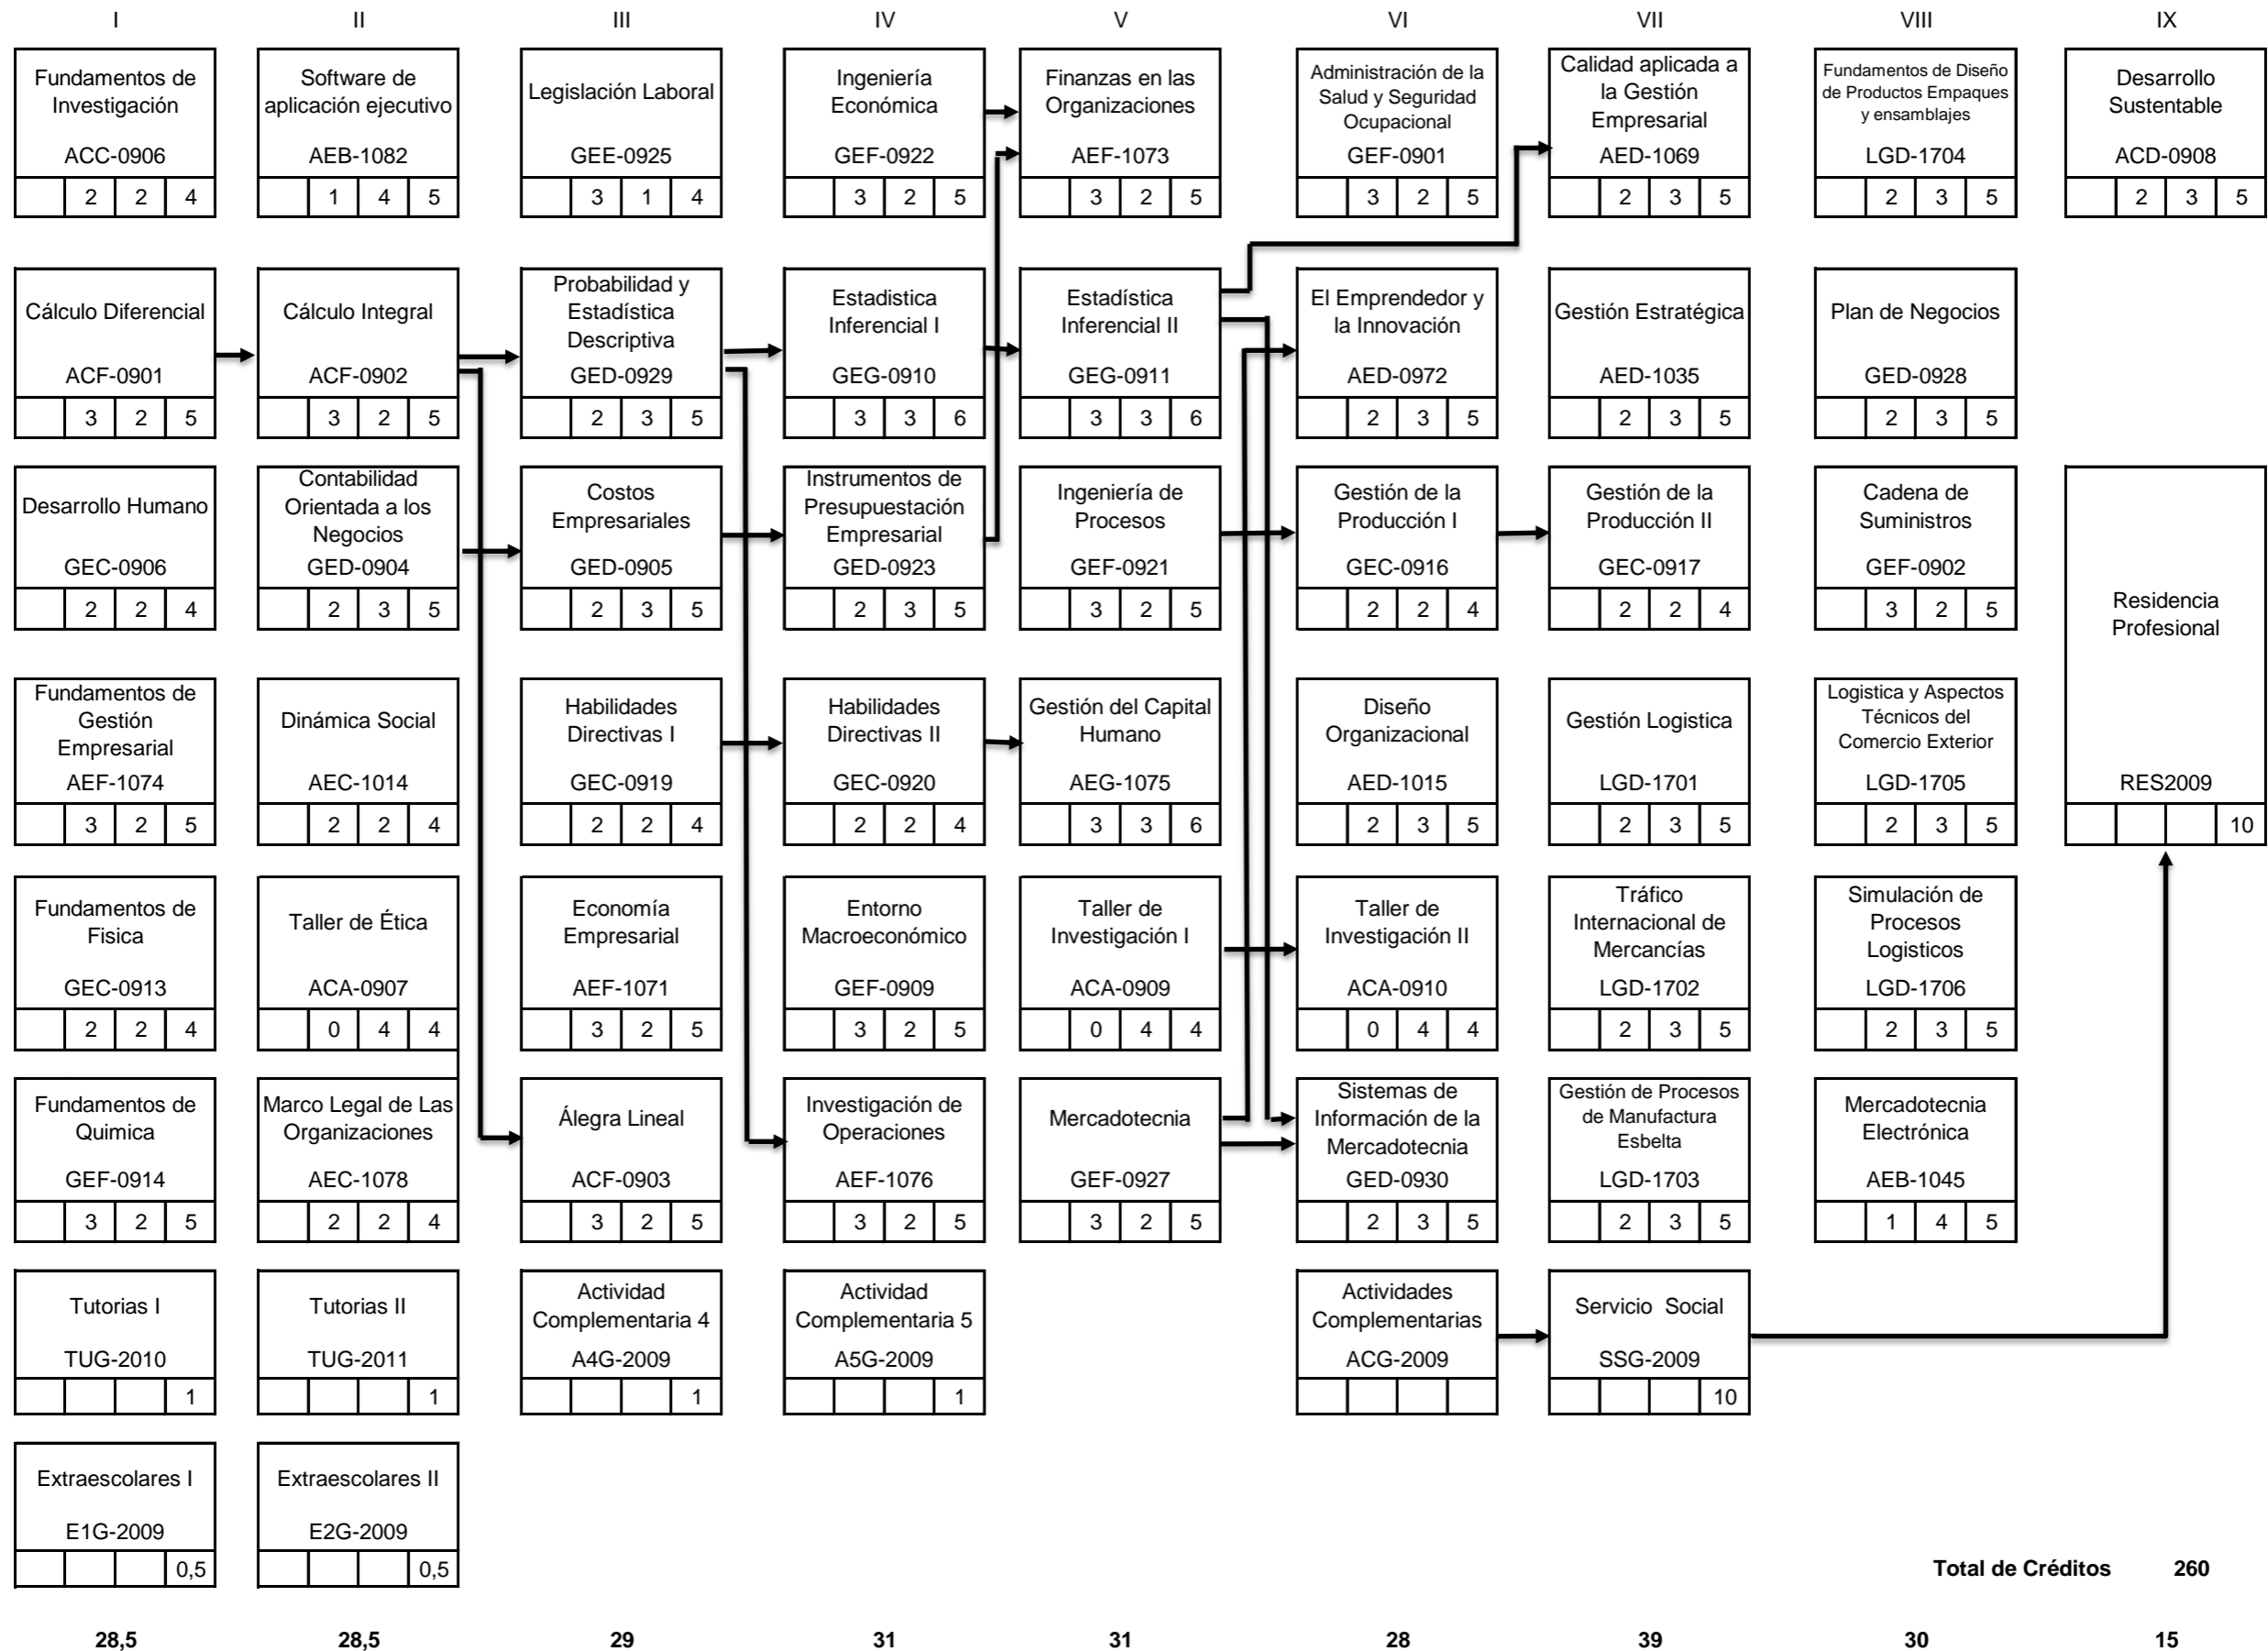 I II III IV V VI VII VIII IX
Fundamentos de
Investigación
ACC-0906
2 2 4
Software de
aplicación ejecutivo
AEB-1082
1 4 5
Legislación Laboral
GEE-0925
3 1 4
Ingeniería
Económica
GEF-0922
3 2 5
Finanzas en las
Organizaciones
AEF-1073
3 2 5
Administración de la
Salud y Seguridad
Ocupacional
GEF-0901
3 2 5
Calidad aplicada a
la Gestión
Empresarial
AED-1069
2 3 5
Fundamentos de Diseño
de Productos Empaques
y ensamblajes
LGD-1704
2 3 5
Desarrollo
Sustentable
ACD-0908
2 3 5
Cálculo Diferencial
ACF-0901
3 2 5
Cálculo Integral
ACF-0902
3 2 5
Probabilidad y
Estadística
Descriptiva
GED-0929
2 3 5
Estadistica
Inferencial I
GEG-0910
3 3 6
Estadística
Inferencial II
GEG-0911
3 3 6
El Emprendedor y
la Innovación
AED-0972
2 3 5
Gestión Estratégica
AED-1035
2 3 5
Plan de Negocios
GED-0928
2 3 5
Desarrollo Humano
GEC-0906
2 2 4
Contabilidad
Orientada a los
Negocios
GED-0904
2 3 5
Costos
Empresariales
GED-0905
2 3 5
Instrumentos de
Presupuestación
Empresarial
GED-0923
2 3 5
Ingeniería de
Procesos
GEF-0921
3 2 5
Gestión de la
Producción I
GEC-0916
2 2 4
Gestión de la
Producción II
GEC-0917
2 2 4
Cadena de
Suministros
GEF-0902
3 2 5
Residencia
Profesional
RES2009
10
Fundamentos de
Gestión
Empresarial
AEF-1074
3 2 5
Dinámica Social
AEC-1014
2 2 4
Habilidades
Directivas I
GEC-0919
2 2 4
Habilidades
Directivas II
GEC-0920
2 2 4
Gestión del Capital
Humano
AEG-1075
3 3 6
Diseño
Organizacional
AED-1015
2 3 5
Gestión Logistica
LGD-1701
2 3 5
Logistica y Aspectos
Técnicos del
Comercio Exterior
LGD-1705
2 3 5
Fundamentos de
Fisica
GEC-0913
2 2 4
Taller de Ética
ACA-0907
0 4 4
Economía
Empresarial
AEF-1071
3 2 5
Entorno
Macroeconómico
GEF-0909
3 2 5
Taller de
Investigación I
ACA-0909
0 4 4
Taller de
Investigación II
ACA-0910
0 4 4
Tráfico
Internacional de
Mercancías
LGD-1702
2 3 5
Simulación de
Procesos
Logisticos
LGD-1706
2 3 5
Fundamentos de
Quimica
GEF-0914
3 2 5
Marco Legal de Las
Organizaciones
AEC-1078
2 2 4
Álegra Lineal
ACF-0903
3 2 5
Investigación de
Operaciones
AEF-1076
3 2 5
Mercadotecnia
GEF-0927
3 2 5
Sistemas de
Información de la
Mercadotecnia
GED-0930
2 3 5
Gestión de Procesos
de Manufactura
Esbelta
LGD-1703
2 3 5
Mercadotecnia
Electrónica
AEB-1045
1 4 5
Tutorias I
TUG-2010
1
Tutorias II
TUG-2011
1
Actividad
Complementaria 4
A4G-2009
1
Actividad
Complementaria 5
A5G-2009
1
Actividades
Complementarias
ACG-2009
Servicio Social
SSG-2009
10
Extraescolares I
E1G-2009
0,5
Extraescolares II
E2G-2009
0,5
Total de Créditos 260
28,5 28,5 29 31 31 28 39 30 15